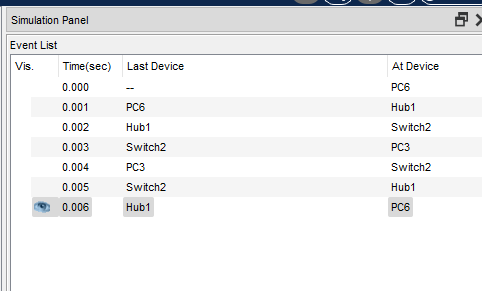 Simulation Panel
Event List
Vis. Time(sec) Last Device At Device
0.000 -- PC6
0.001 PC6 Hub1
0.002 Hub1 Switch2
0.003 Switch2 PC3
0.004 PC3 Switch2
0.005 Switch2 Hub1
0.006 Hub1 PC6